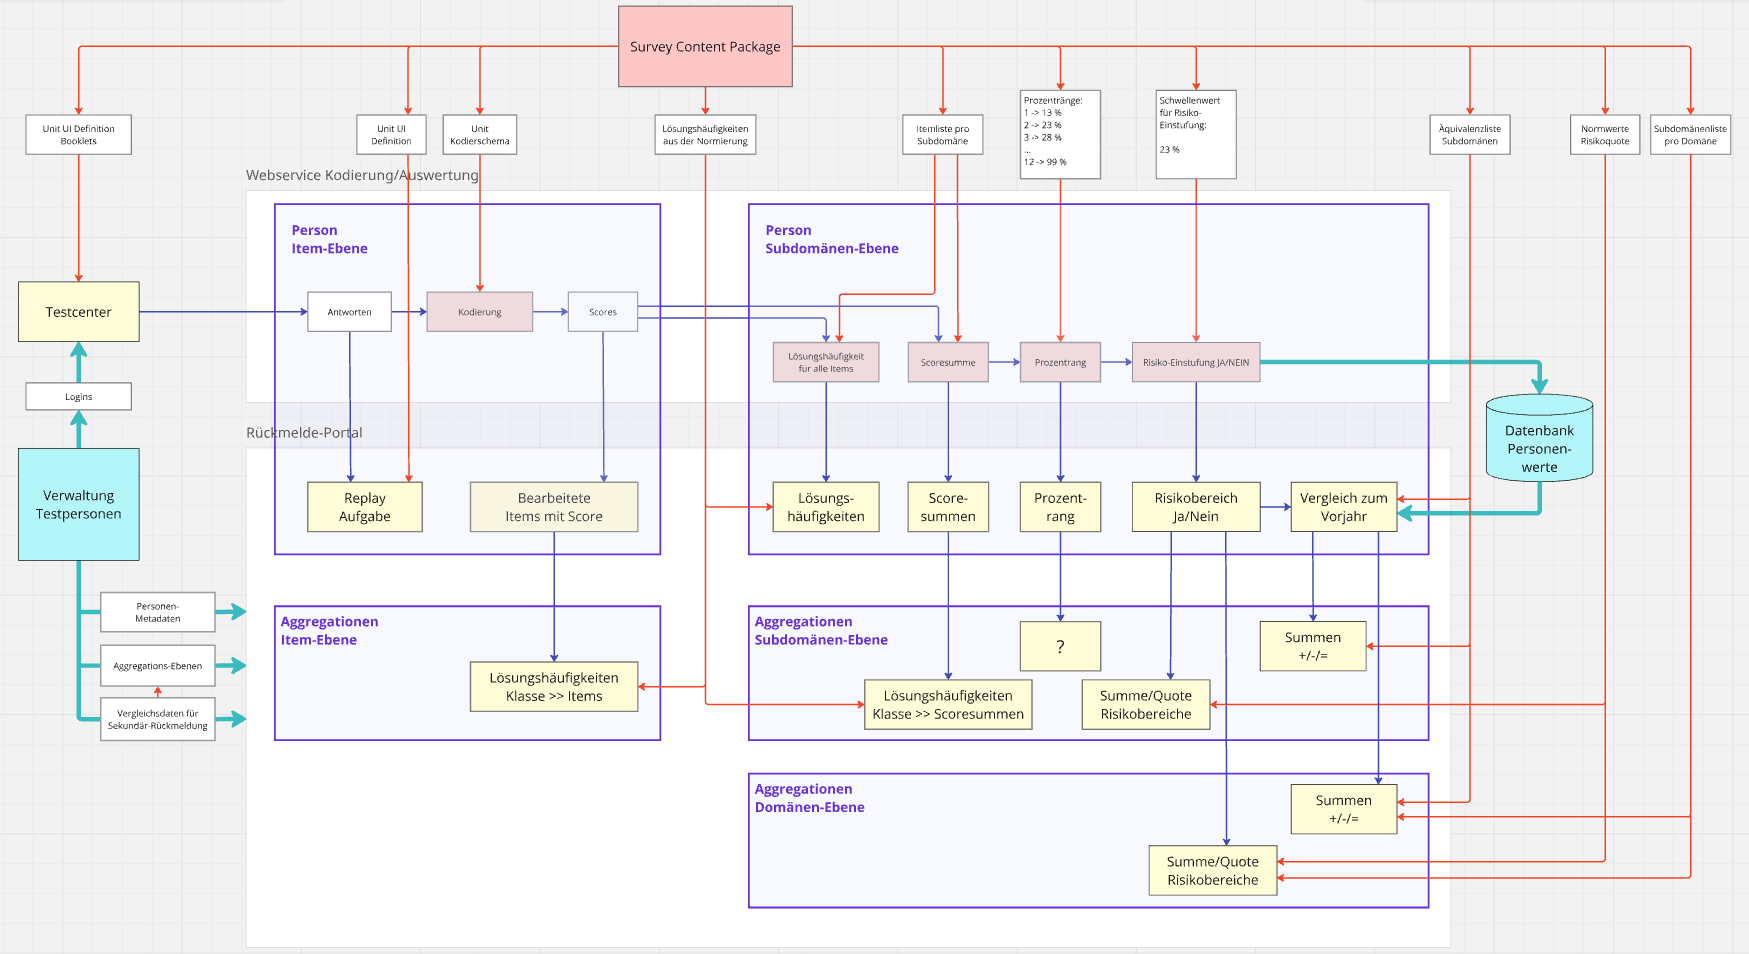 Survey Content Package
Unit UI Definition
Booklets
Unit UI
Definition
Unit
Kodierschema
Lösungshäufigkeiten
aus der Normierung
Itemliste pro
Subdomäne
Prozentränge:
1 -> 13 %
2 -> 23 %
3 -> 28 %
...
12 -> 99 %
Schwellenwert
für Risiko-
Einstufung:
23 %
Äquivalenzliste
Subdomänen
Normwerte
Risikoquote
Subdomänenliste
pro Domäne
Webservice Kodierung/Auswertung
Person
Item-Ebene
Person
Subdomänen-Ebene
Testcenter
Antworten
Kodierung
Scores
Lösungshäufigkeit
für alle Items
Scoresumme
Prozentrang
Risiko-Einstufung JA/NEIN
Logins
Datenbank
Personen-
werte
Rückmelde-Portal
Verwaltung
Testpersonen
Replay
Aufgabe
Bearbeitete
Items mit Score
Lösungs-
häufigkeiten
Score-
summen
Prozent-
rang
Risikobereich
Ja/Nein
Vergleich zum
Vorjahr
Personen-
Metadaten
Aggregations-Ebenen
Vergleichsdaten für
Sekundär-Rückmeldung
Aggregationen
Item-Ebene
Lösungshäufigkeiten
Klasse >> Items
Aggregationen
Subdomänen-Ebene
?
Summen
+/-/=
Lösungshäufigkeiten
Klasse >> Scoresummen
Summe/Quote
Risikobereiche
Aggregationen
Domänen-Ebene
Summen
+/-/=
Summe/Quote
Risikobereiche